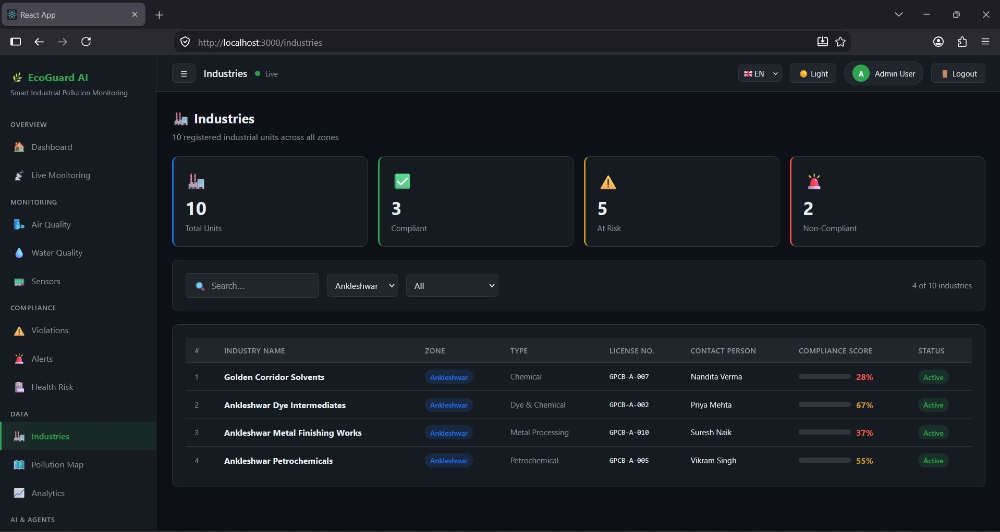 React App
http://localhost:3000/industries
EcoGuard AI
Smart Industrial Pollution Monitoring
OVERVIEW
Dashboard
Live Monitoring
MONITORING
Air Quality
Water Quality
Sensors
COMPLIANCE
Violations
Alerts
Health Risk
DATA
Industries
Pollution Map
Analytics
AI & AGENTS
Industries Live
EN
Light
A Admin User
Logout
Industries
10 registered industrial units across all zones
10
Total Units
3
Compliant
5
At Risk
2
Non-Compliant
Search...
Ankleshwar
All
4 of 10 industries
# INDUSTRY NAME ZONE TYPE LICENSE NO. CONTACT PERSON COMPLIANCE SCORE STATUS
1 Golden Corridor Solvents Ankleshwar Chemical GPCB-A-007 Nandita Verma 28% Active
2 Ankleshwar Dye Intermediates Ankleshwar Dye & Chemical GPCB-A-002 Priya Mehta 67% Active
3 Ankleshwar Metal Finishing Works Ankleshwar Metal Processing GPCB-A-010 Suresh Naik 37% Active
4 Ankleshwar Petrochemicals Ankleshwar Petrochemical GPCB-A-005 Vikram Singh 55% Active